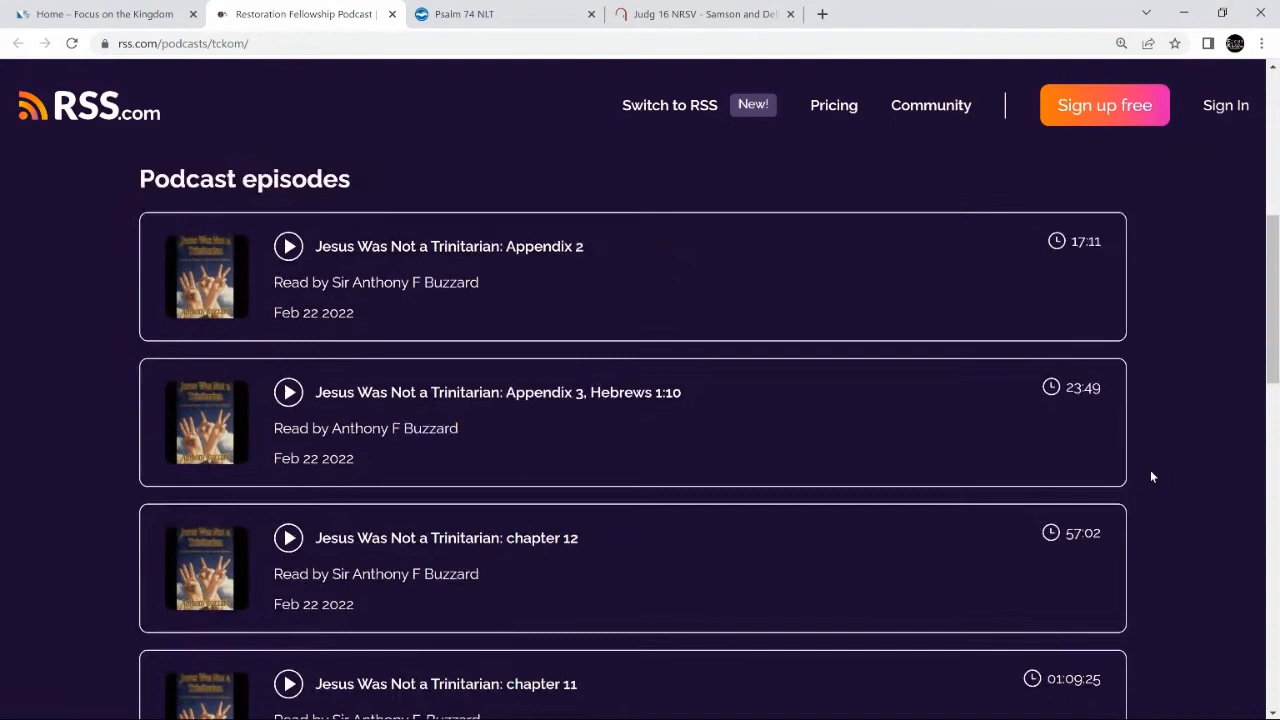 Home – Focus on the Kingdom
Restoration Fellowship Podcast |
Psalm 74 NLT
Judg 16 NRSV - Samson and Del
rss.com/podcasts/tckom/
RSS.com
Switch to RSS
New!
Pricing
Community
Sign up free
Sign In
Podcast episodes
Jesus Was Not a Trinitarian: Appendix 2
17:11
Read by Sir Anthony F Buzzard
Feb 22 2022
Jesus Was Not a Trinitarian: Appendix 3, Hebrews 1:10
23:49
Read by Anthony F Buzzard
Feb 22 2022
Jesus Was Not a Trinitarian: chapter 12
57:02
Read by Sir Anthony F Buzzard
Feb 22 2022
Jesus Was Not a Trinitarian: chapter 11
01:09:25
Read by Sir Anthony F Buzzard